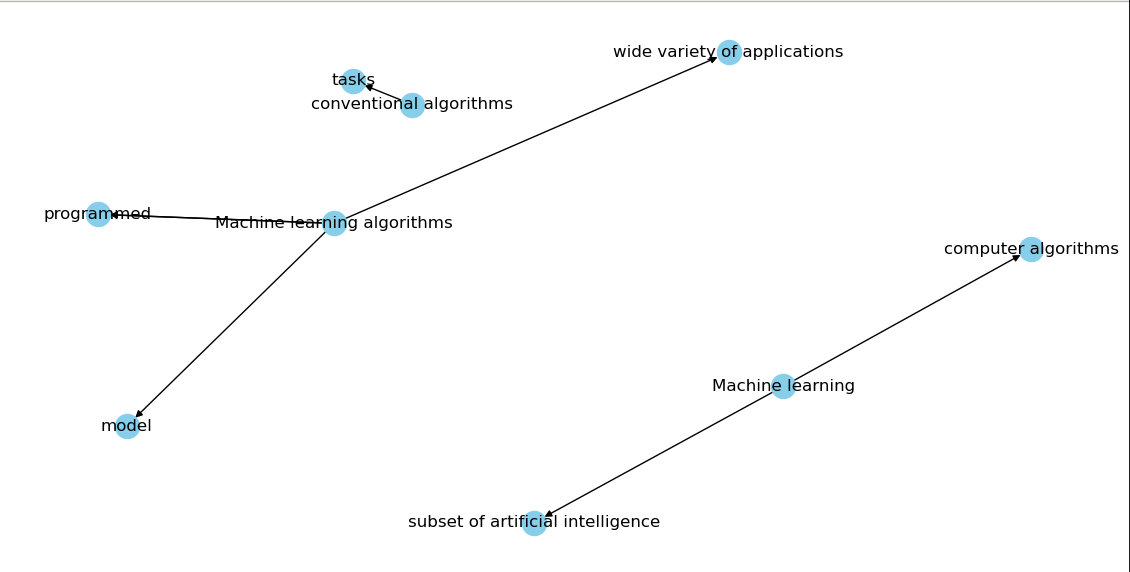 wide variety of applications
tasks
conventional algorithms
programmed
Machine learning algorithms
computer algorithms
Machine learning
model
subset of artificial intelligence